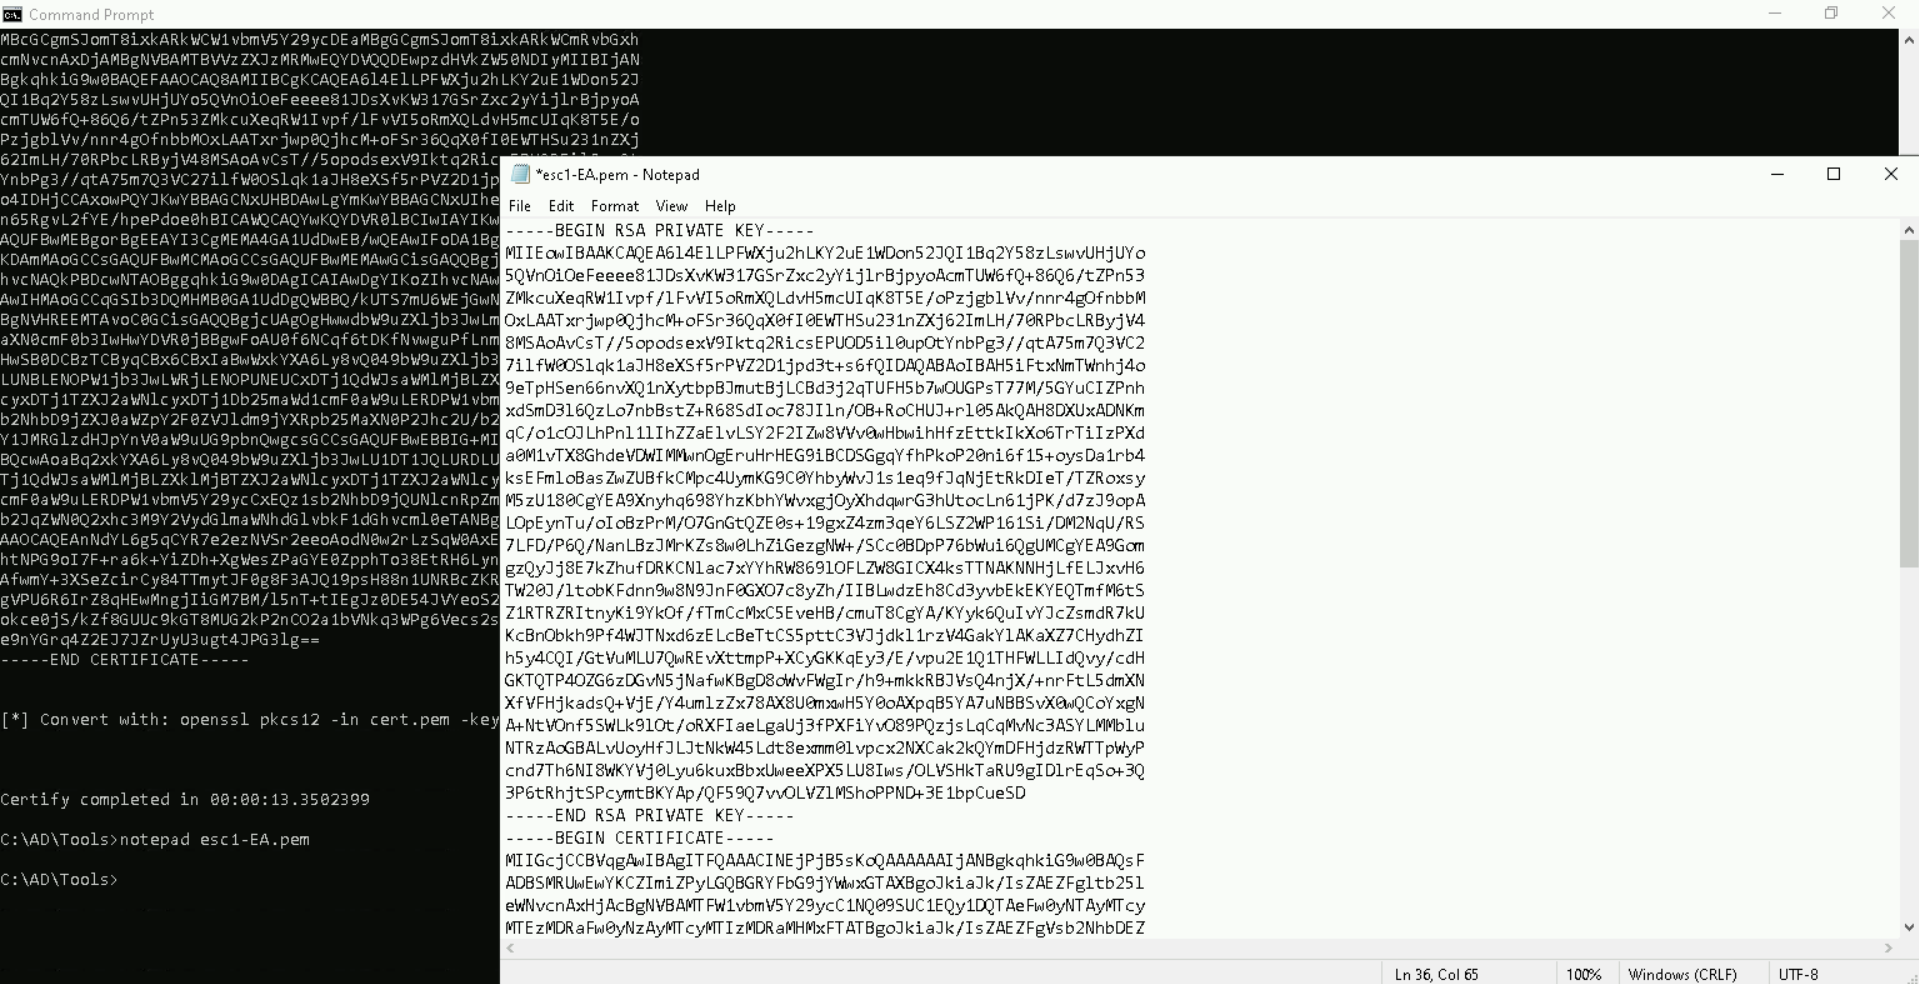 Command Prompt
MBcGCgmSJomT8ixkARkWCW1vbmV5Y29ycDEaMBgGCgmSJomT8ixkARkWCmRvbGxh
cmNvcnAxDjAMBgNVBAMTBVVzZXJzMRMwEQYDVQQDEwpzdHVkZW50NDIyMIIBIjAN
BgkqhkiG9w0BAQEFAAOCAQ8AMIIBCgKCAQEA6l4ElLPFWXju2hLKY2uE1WDon52J
QI1Bq2Y58zLswvUHjUYo5QVnOiOeFeeee81JDsXvKW317GSrZxc2yYijlrBjpyoA
cmTUW6fQ+86Q6/tZPn53ZMkcuXeqRW1Ivpf/lFvVI5oRmXQLdvH5mcUIqK8T5E/o
PzjgblVv/nnr4gOfnbbMOxLAATxrjwp0QjhcM+oFSr36QqX0fI0EWTHSu231nZXj
62ImLH/70RPbcLRByjV48MSAoAvCsT//5opodsexV9Iktq2Ric
YnbPg3//qtA75m7Q3VC27ilfW0OSlqk1aJH8eXSf5rPVZ2D1jp
o4IDHjCCAxowPQYJKwYBBAGCNxUHBDAwLgYmKwYBBAGCNxUIhe
n65RgvL2fYE/hpePdoe0hBICAWQCAQYwKQYDVR0lBCIwIAYIKw
AQUFBwMEBgorBgEEAYI3CgMEMA4GA1UdDwEB/wQEAwIFoDA1Bg
KDAmMAoGCCsGAQUFBwMCMAoGCCsGAQUFBwMEMAwGCisGAQQBgj
hvcNAQkPBDcwNTAOBggqhkiG9w0DAgICAIAwDgYIKoZIhvcNAw
AwIHMAoGCCqGSIb3DQMHMB0GA1UdDgQWBBQ/kUTS7mU6WEjGwN
BgNVHREEMTAvoC0GCisGAQQBgjcUAgOgHwwdbW9uZXljb3JwLm
aXN0cmF0b3IwHwYDVR0jBBgwFoAU0f6NCqf6tDKfNvwguPfLnm
HwSB0DCBzTCByqCBx6CBxIaBwWxkYXA6Ly8vQ049bW9uZXljb3
LUNBLENOPW1jb3JwLWRjLENOPUNEUCxDTj1QdWJsaWMlMjBLZX
cyxDTj1TZXJ2aWNlcyxDTj1Db25maWd1cmF0aW9uLERDPW1vbm
b2NhbD9jZXJ0aWZpY2F0ZVJldm9jYXRpb25MaXN0P2Jhc2U/b2
Y1JMRGlzdHJpYnV0aW9uUG9pbnQwgcsGCCsGAQUFBwEBBIG+MI
BQcwAoaBq2xkYXA6Ly8vQ049bW9uZXljb3JwLU1DT1JQLURDLU
Tj1QdWJsaWMlMjBLZXklMjBTZXJ2aWNlcyxDTj1TZXJ2aWNlcy
cmF0aW9uLERDPW1vbmV5Y29ycCxEQz1sb2NhbD9jQUNlcnRpZm
b2JqZWN0Q2xhc3M9Y2VydGlmaWNhdGlvbkF1dGhvcml0eTANBg
AAOCAQEAnNdYL6g5qCYR7e2ezNVSr2eeoAodN0w2rLzSqW0AxE
htNPG9oI7F+ra6k+YiZDh+XgWesZPaGYE0ZpphTo38EtRH6Lyn
AfwmY+3XSeZcirCy84TTmytJF0g8F3AJQ19psH88n1UNRBcZKR
gVPU6R6IrZ8qHEwMngjIiGM7BM/l5nT+tIEgJz0DE54JVYeoS2
okce0jS/kZf8GUUc9kGT8MUG2kP2nCO2a1bVNkq3WPg6Vecs2s
e9nYGrq4Z2EJ7JZrUyU3ugt4JPG3lg==
-----END CERTIFICATE-----
[*] Convert with: openssl pkcs12 -in cert.pem -key
Certify completed in 00:00:13.3502399
C:\AD\Tools>notepad esc1-EA.pem
C:\AD\Tools>
*esc1-EA.pem - Notepad
File Edit Format View Help
-----BEGIN RSA PRIVATE KEY-----
MIIEowIBAAKCAQEA6l4ElLPFWXju2hLKY2uE1WDon52JQI1Bq2Y58zLswvUHjUYo
5QVnOiOeFeeee81JDsXvKW317GSrZxc2yYijlrBjpyoAcmTUW6fQ+86Q6/tZPn53
ZMkcuXeqRW1Ivpf/lFvVI5oRmXQLdvH5mcUIqK8T5E/oPzjgblVv/nnr4gOfnbbM
OxLAATxrjwp0QjhcM+oFSr36QqX0fI0EWTHSu231nZXj62ImLH/70RPbcLRByjV4
8MSAoAvCsT//5opodsexV9Iktq2RicsEPUOD5il0upOtYnbPg3//qtA75m7Q3VC2
7ilfW0OSlqk1aJH8eXSf5rPVZ2D1jpd3t+s6fQIDAQABAoIBAH5iFtxNmTWnhj4o
9eTpHSen66nvXQ1nXytbpBJmutBjLCBd3j2qTUFH5b7wOUGPsT77M/5GYuCIZPnh
xdSmD3l6QzLo7nbBstZ+R68SdIoc78JIln/OB+RoCHUJ+rl05AkQAH8DXUxADNKm
qC/o1cOJLhPnl1lIhZZaElvLSY2F2IZw8VVv0wHbwihHfzEttkIkXo6TrTiIzPXd
a0M1vTX8GhdeVDWIMMwnOgEruHrHEG9iBCDSGgqYfhPkoP20ni6f15+oysDa1rb4
ksEFmloBasZwZUBfkCMpc4UymKG9C0YhbyWvJ1s1eq9fJqNjEtRkDIeT/TZRoxsy
M5zU180CgYEA9Xnyhq698YhzKbhYWvxgjOyXhdqwrG3hUtocLn61jPK/d7zJ9opA
LOpEynTu/oIoBzPrM/O7GnGtQZE0s+19gxZ4zm3qeY6LSZ2WP161Si/DM2NqU/RS
7LFD/P6Q/NanLBzJMrKZs8w0LhZiGezgNW+/SCc0BDpP76bWui6QgUMCgYEA9Gom
gzQyJj8E7kZhufDRKCNlac7xYYhRW869lOFLZW8GICX4ksTTNAKNNHjLfELJxvH6
TW20J/ltobKFdnn9w8N9JnF0GXO7c8yZh/IIBLwdzEh8Cd3yvbEkEKYEQTmfM6tS
Z1RTRZRItnyKi9YkOf/fTmCcMxC5EveHB/cmuT8CgYA/KYyk6QuIvYJcZsmdR7kU
KcBnObkh9Pf4WJTNxd6zELcBeTtCS5pttC3VJjdkl1rzV4GakYlAKaXZ7CHydhZI
h5y4CQI/GtVuMLU7QwREvXttmpP+XCyGKKqEy3/E/vpu2E1Q1THFWLLIdQvy/cdH
GKTQTP4OZG6zDGvN5jNafwKBgD8oWvFWgIr/h9+mkkRBJVsQ4njX/+nrFtL5dmXN
XfVFHjkadsQ+VjE/Y4umlzZx78AX8U0mxwH5Y0oAXpqB5YA7uNBBSvX0wQCoYxgN
A+NtVOnf5SWLk9lOt/oRXFIaeLgaUj3fPXFiYvO89PQzjsLqCqMvNc3ASYLMMblu
NTRzAoGBALvUoyHfJLJtNkW45Ldt8exmm0lvpcx2NXCak2kQYmDFHjdzRWTTpWyP
cnd7Th6NI8WKYVj0Lyu6kuxBbxUweeXPX5LU8Iws/OLVSHkTaRU9gIDlrEqSo+3Q
3P6tRhjtSPcymtBKYAp/QF59Q7vvOLVZlMShoPPND+3E1bpCueSD
-----END RSA PRIVATE KEY-----
-----BEGIN CERTIFICATE-----
MIIGcjCCBVqgAwIBAgITFQAAACINEjPjB5sKoQAAAAAAIjANBgkqhkiG9w0BAQsF
ADBSMRUwEwYKCZImiZPyLGQBGRYFbG9jYWwxGTAXBgoJkiaJk/IsZAEZFgltb25l
eWNvcnAxHjAcBgNVBAMTFW1vbmV5Y29ycC1NQ09SUC1EQy1DQTAeFw0yNTAyMTcy
MTEzMDRaFw0yNzAyMTcyMTIzMDRaMHMxFTATBgoJkiaJk/IsZAEZFgVsb2NhbDEZ
Ln 36, Col 65
100%
Windows (CRLF)
UTF-8